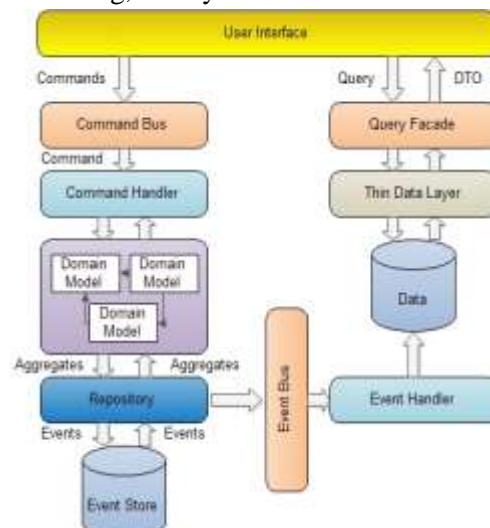 User Interface
Commands
Query
DTO
Command Bus
Query Facade
Command
Command Handler
Thin Data Layer
Domain
Model
Domain
Model
Domain
Model
Data
Aggregates
Aggregates
Event Bus
Repository
Event Handler
Events
Events
Event Store